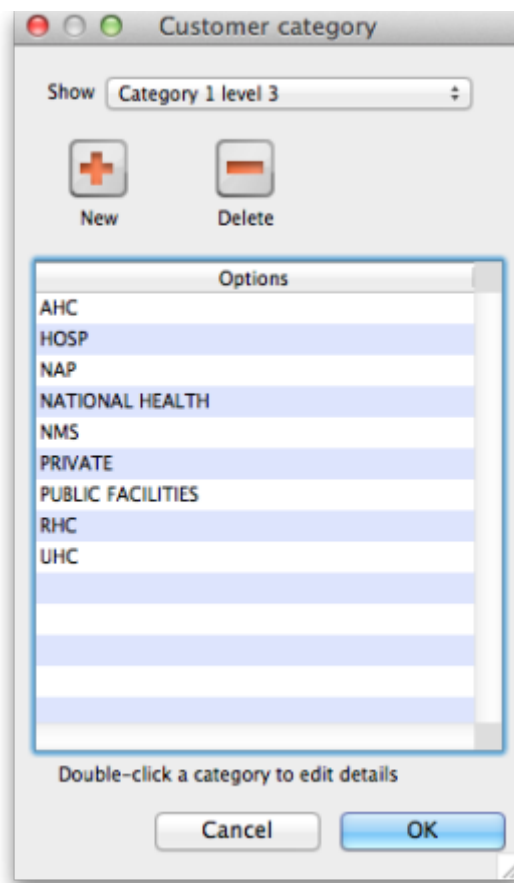 Customer category
Show Category 1 level 3
New Delete
Options
AHC
HOSP
NAP
NATIONAL HEALTH
NMS
PRIVATE
PUBLIC FACILITIES
RHC
UHC
Double-click a category to edit details
Cancel OK